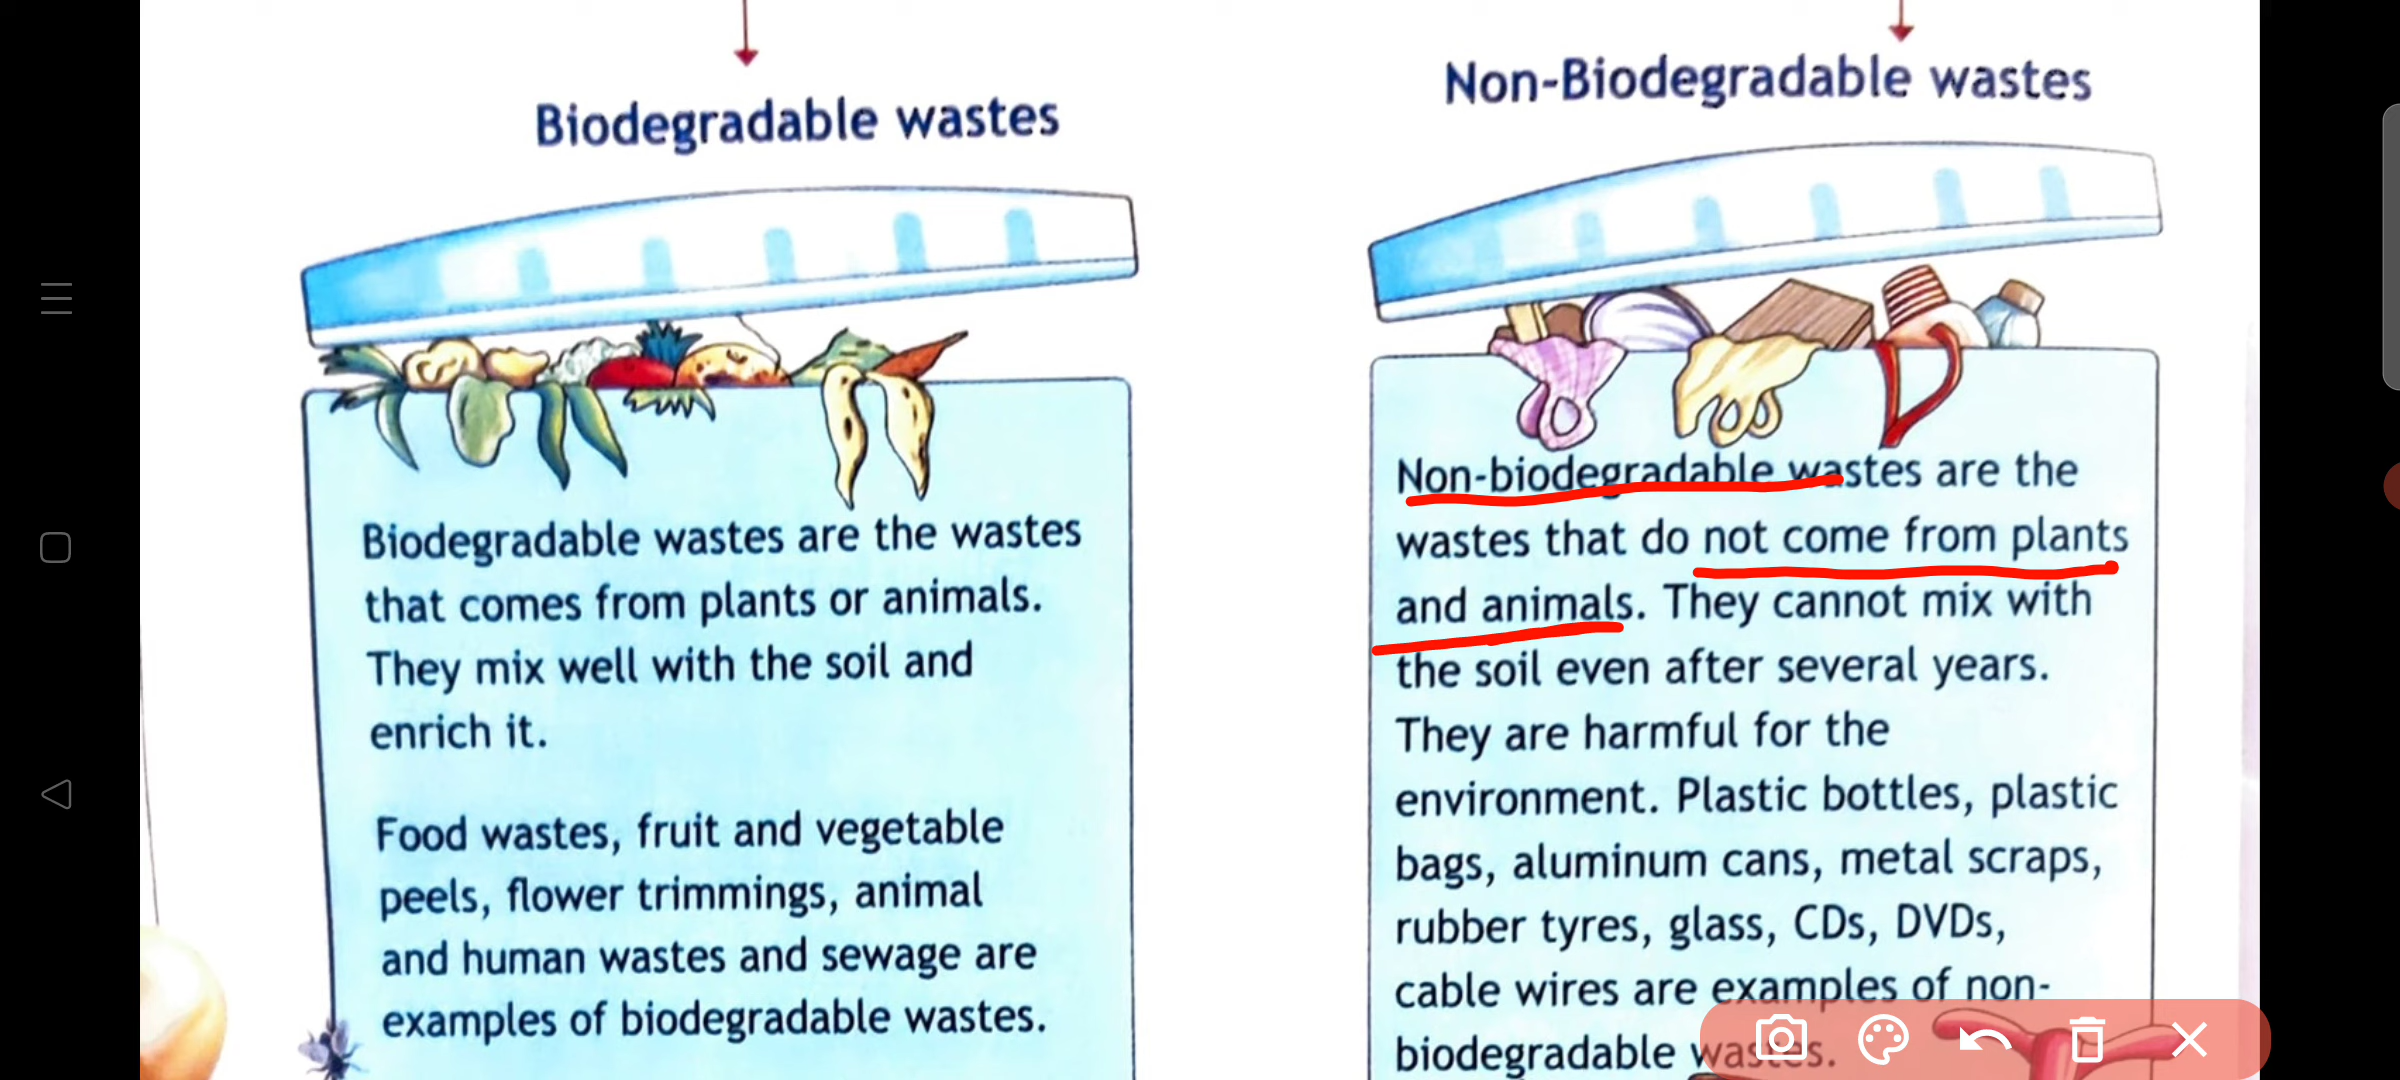 Biodegradable wastes
Biodegradable wastes are the wastes
that comes from plants or animals.
They mix well with the soil and
enrich it.
Food wastes, fruit and vegetable
peels, flower trimmings, animal
and human wastes and sewage are
examples of biodegradable wastes.
Non-Biodegradable wastes
Non-biodegradable wastes are the
wastes that do not come from plants
and animals. They cannot mix with
the soil even after several years.
They are harmful for the
environment. Plastic bottles, plastic
bags, aluminum cans, metal scraps,
rubber tyres, glass, CDs, DVDs,
cable wires are examples of non-
biodegradable wastes.